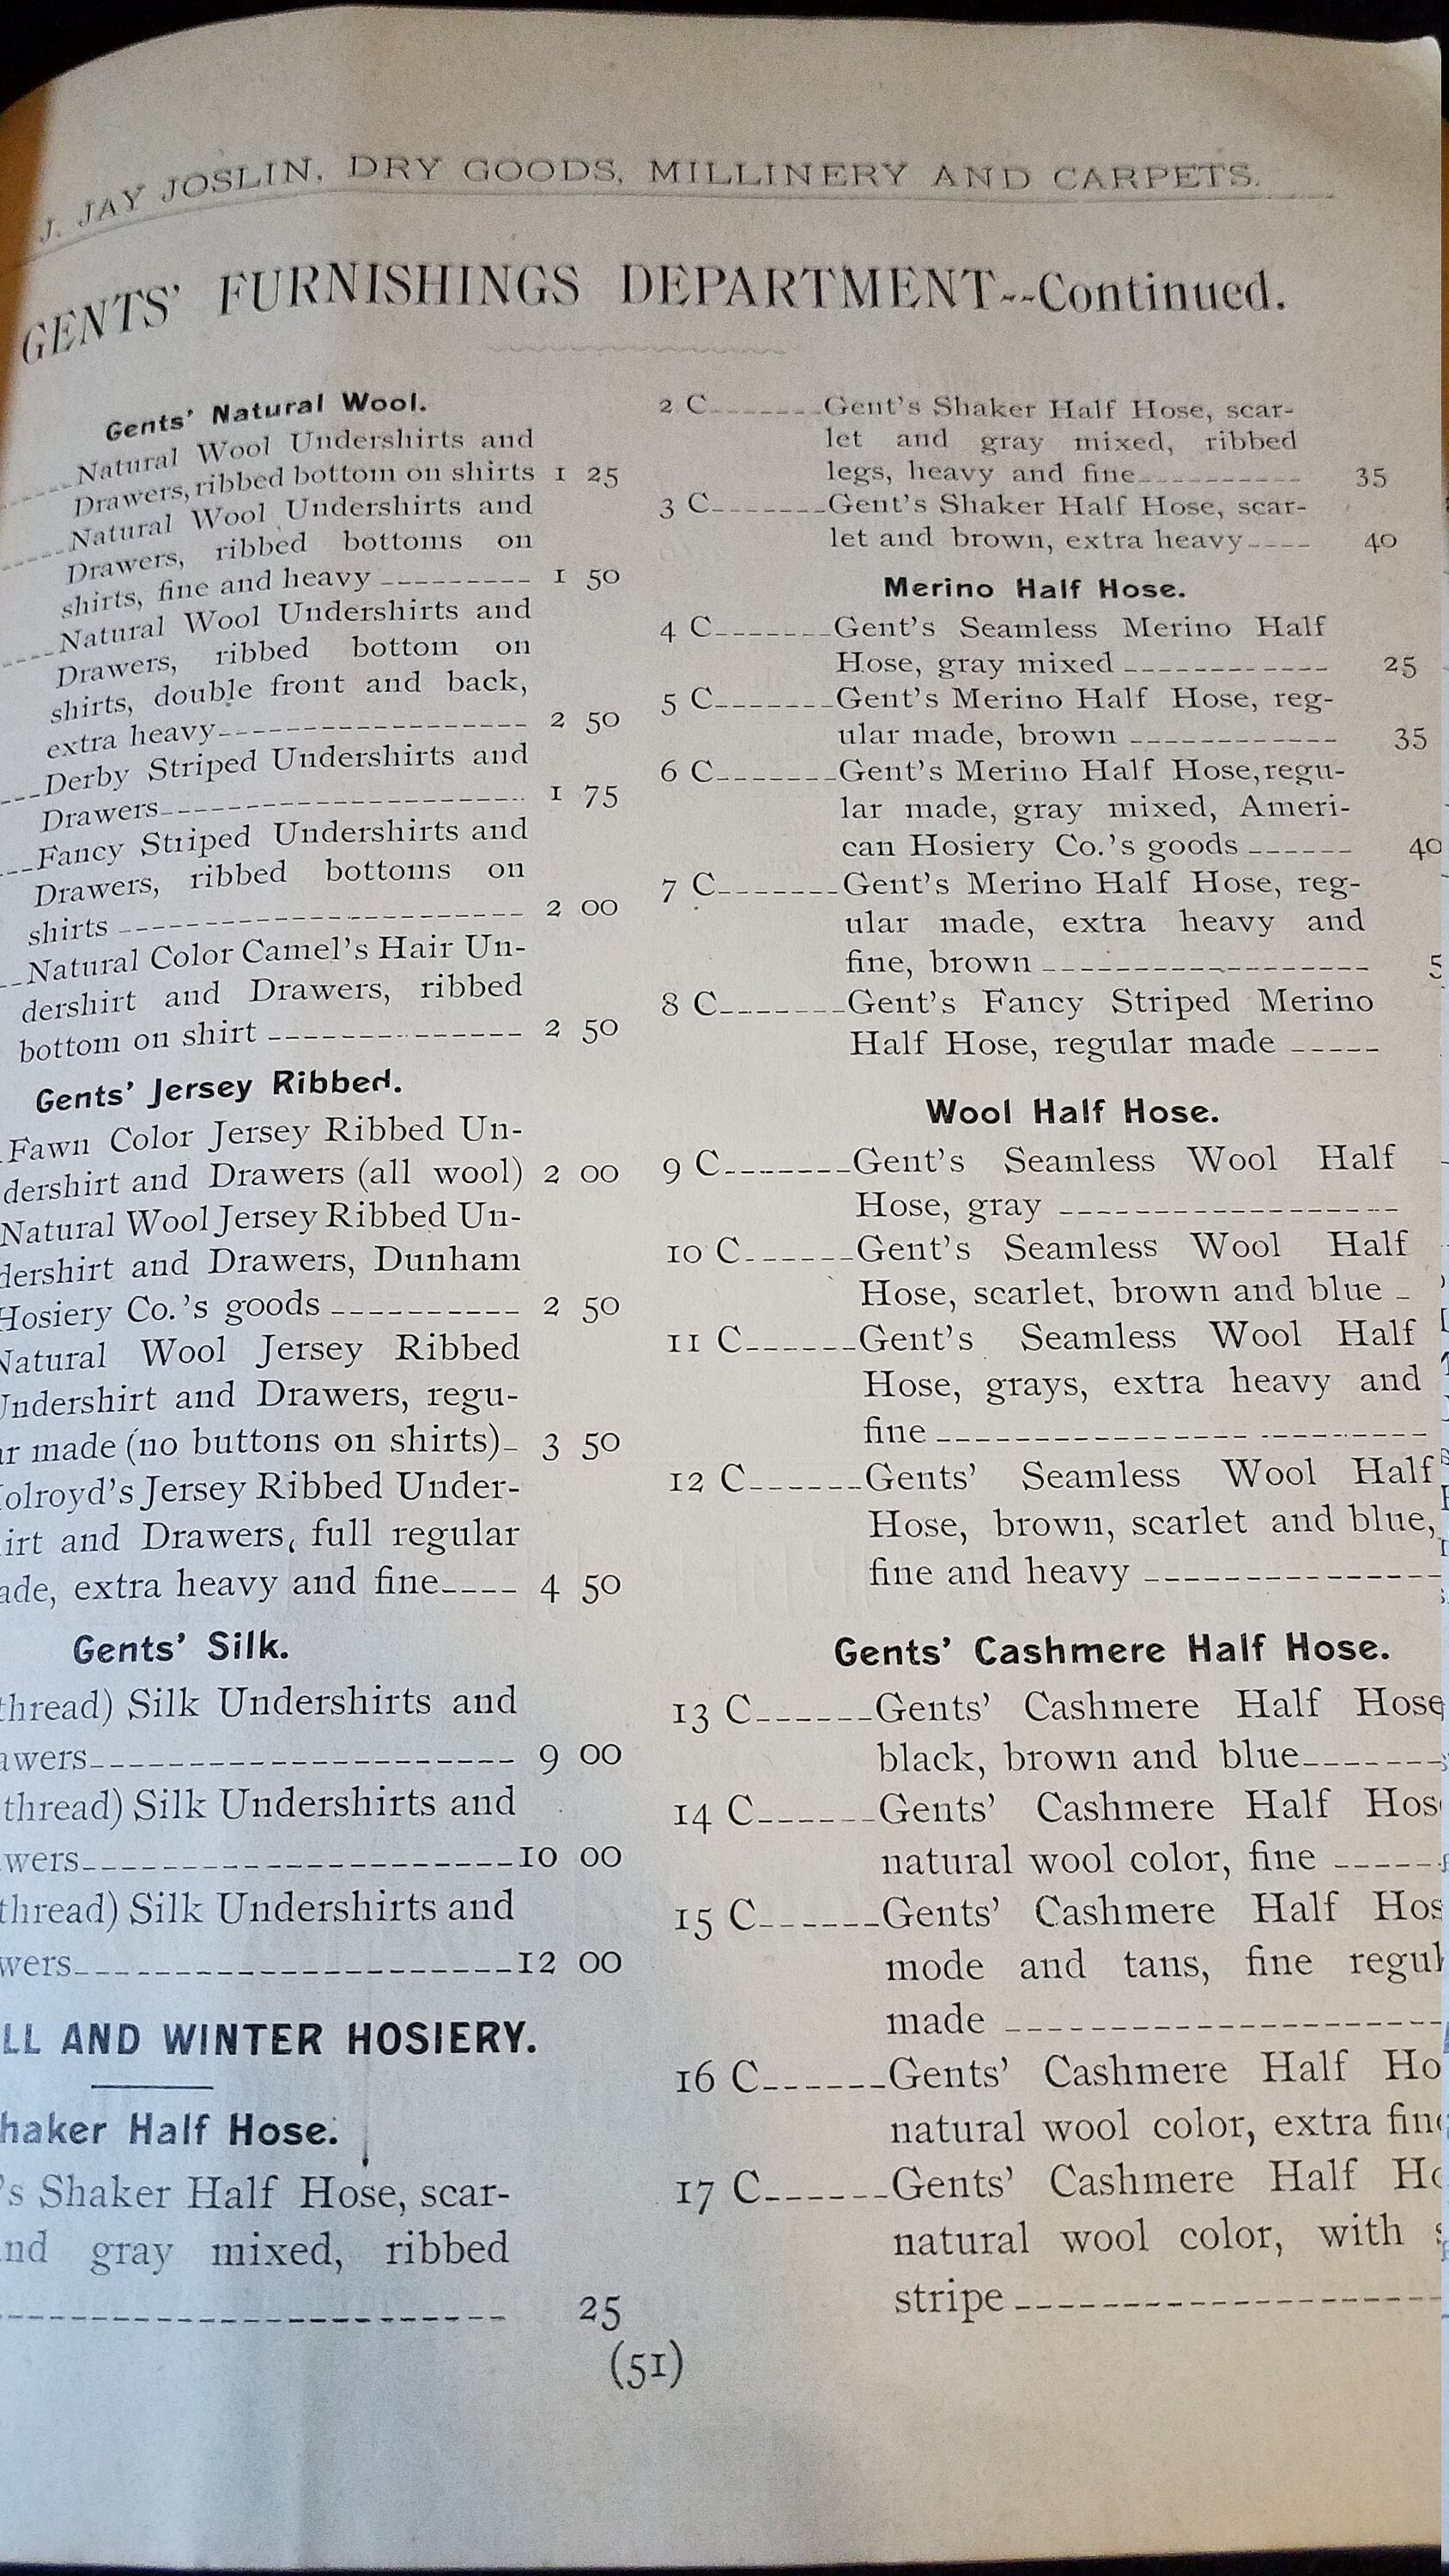 J. JAY JOSLIN, DRY GOODS, MILLINERY AND CARPETS.
GENTS' FURNISHINGS DEPARTMENT--Continued.
Gents' Natural Wool.
Natural Wool Undershirts and
Drawers, ribbed bottom on shirts 1 25
Natural Wool Undershirts and
Drawers, ribbed bottoms on
shirts, fine and heavy 1 50
Natural Wool Undershirts and
Drawers, ribbed bottom on
shirts, double front and back,
extra heavy 2 50
Derby Striped Undershirts and
Drawers 1 75
Fancy Striped Undershirts and
Drawers, ribbed bottoms on
shirts 2 00
Natural Color Camel's Hair Un-
dershirt and Drawers, ribbed
bottom on shirt 2 50
Gents' Jersey Ribbed.
Fawn Color Jersey Ribbed Un-
dershirt and Drawers (all wool) 2 00
Natural Wool Jersey Ribbed Un-
dershirt and Drawers, Dunham
Hosiery Co.'s goods 2 50
Natural Wool Jersey Ribbed
Undershirt and Drawers, regu-
ar made (no buttons on shirts) 3 50
olroyd's Jersey Ribbed Under-
irt and Drawers, full regular
ade, extra heavy and fine 4 50
Gents' Silk.
thread) Silk Undershirts and
awers 9 00
thread) Silk Undershirts and
wers 10 00
thread) Silk Undershirts and
wers 12 00
LL AND WINTER HOSIERY.
haker Half Hose.
's Shaker Half Hose, scar-
nd gray mixed, ribbed
25
2 C Gent's Shaker Half Hose, scar-
let and gray mixed, ribbed
legs, heavy and fine 35
3 C Gent's Shaker Half Hose, scar-
let and brown, extra heavy 40
Merino Half Hose.
4 C Gent's Seamless Merino Half
Hose, gray mixed 25
5 C Gent's Merino Half Hose, reg-
ular made, brown 35
6 C Gent's Merino Half Hose, regu-
lar made, gray mixed, Ameri-
can Hosiery Co.'s goods 40
7 C Gent's Merino Half Hose, reg-
ular made, extra heavy and
fine, brown 5
8 C Gent's Fancy Striped Merino
Half Hose, regular made
Wool Half Hose.
9 C Gent's Seamless Wool Half
Hose, gray
10 C Gent's Seamless Wool Half
Hose, scarlet, brown and blue
11 C Gent's Seamless Wool Half
Hose, grays, extra heavy and
fine
12 C Gents' Seamless Wool Half
Hose, brown, scarlet and blue,
fine and heavy
Gents' Cashmere Half Hose.
13 C Gents' Cashmere Half Hose
black, brown and blue
14 C Gents' Cashmere Half Hos
natural wool color, fine
15 C Gents' Cashmere Half Hos
mode and tans, fine regul
made
16 C Gents' Cashmere Half Ho
natural wool color, extra fin
17 C Gents' Cashmere Half Ho
natural wool color, with s
stripe
(51)